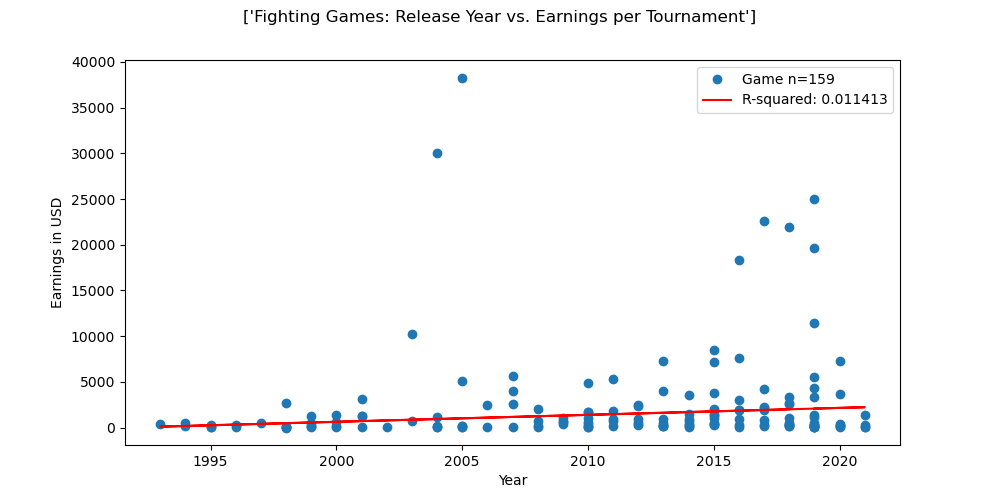 ['Fighting Games: Release Year vs. Earnings per Tournament']
Game n=159
R-squared: 0.011413
40000
35000
30000
25000
20000
15000
10000
5000
0
Earnings in USD
1995 2000 2005 2010 2015 2020
Year